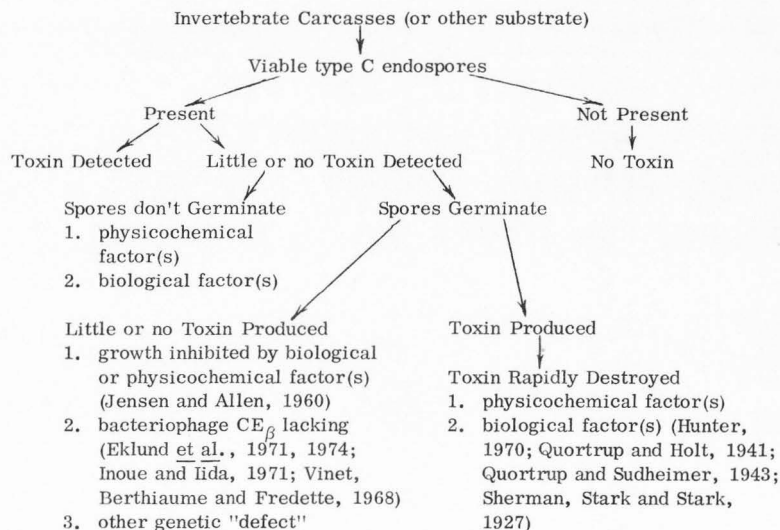 Invertebrate Carcasses (or other substrate)
Viable type C endospores
Present
Not Present
Toxin Detected
Little or no Toxin Detected
No Toxin
Spores don't Germinate
1. physicochemical
factor(s)
2. biological factor(s)
Spores Germinate
Little or no Toxin Produced
1. growth inhibited by biological
or physicochemical factor(s)
(Jensen and Allen, 1960)
2. bacteriophage CEβ lacking
(Eklund et al., 1971, 1974;
Inoue and Iida, 1971; Vinet,
Berthiaume and Fredette, 1968)
3. other genetic "defect"
Toxin Produced
Toxin Rapidly Destroyed
1. physicochemical factor(s)
2. biological factor(s) (Hunter,
1970; Quortrup and Holt, 1941;
Quortrup and Sudheimer, 1943;
Sherman, Stark and Stark,
1927)